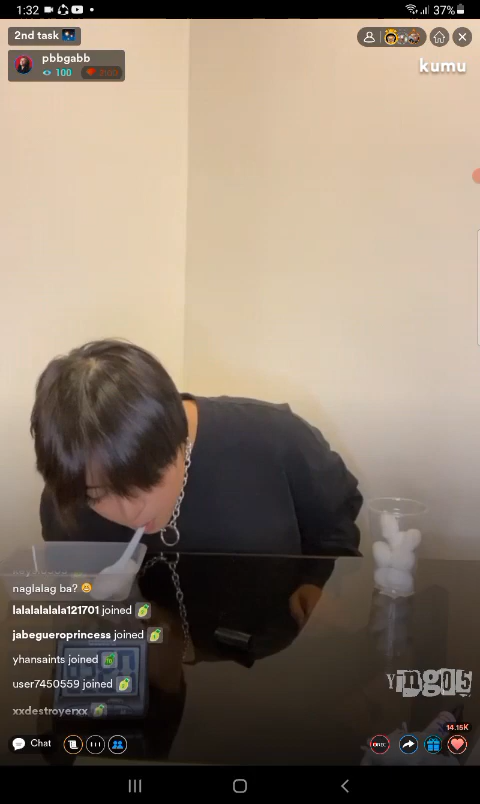 1:32
37%
2nd task
pbbgabb
100
kumu
naglalag ba?
lalalalalala121701 joined
jabegueroprincess joined
yhansaints joined
user7450559 joined
xxdestroyerxx
Yingo5
14.15K
Chat